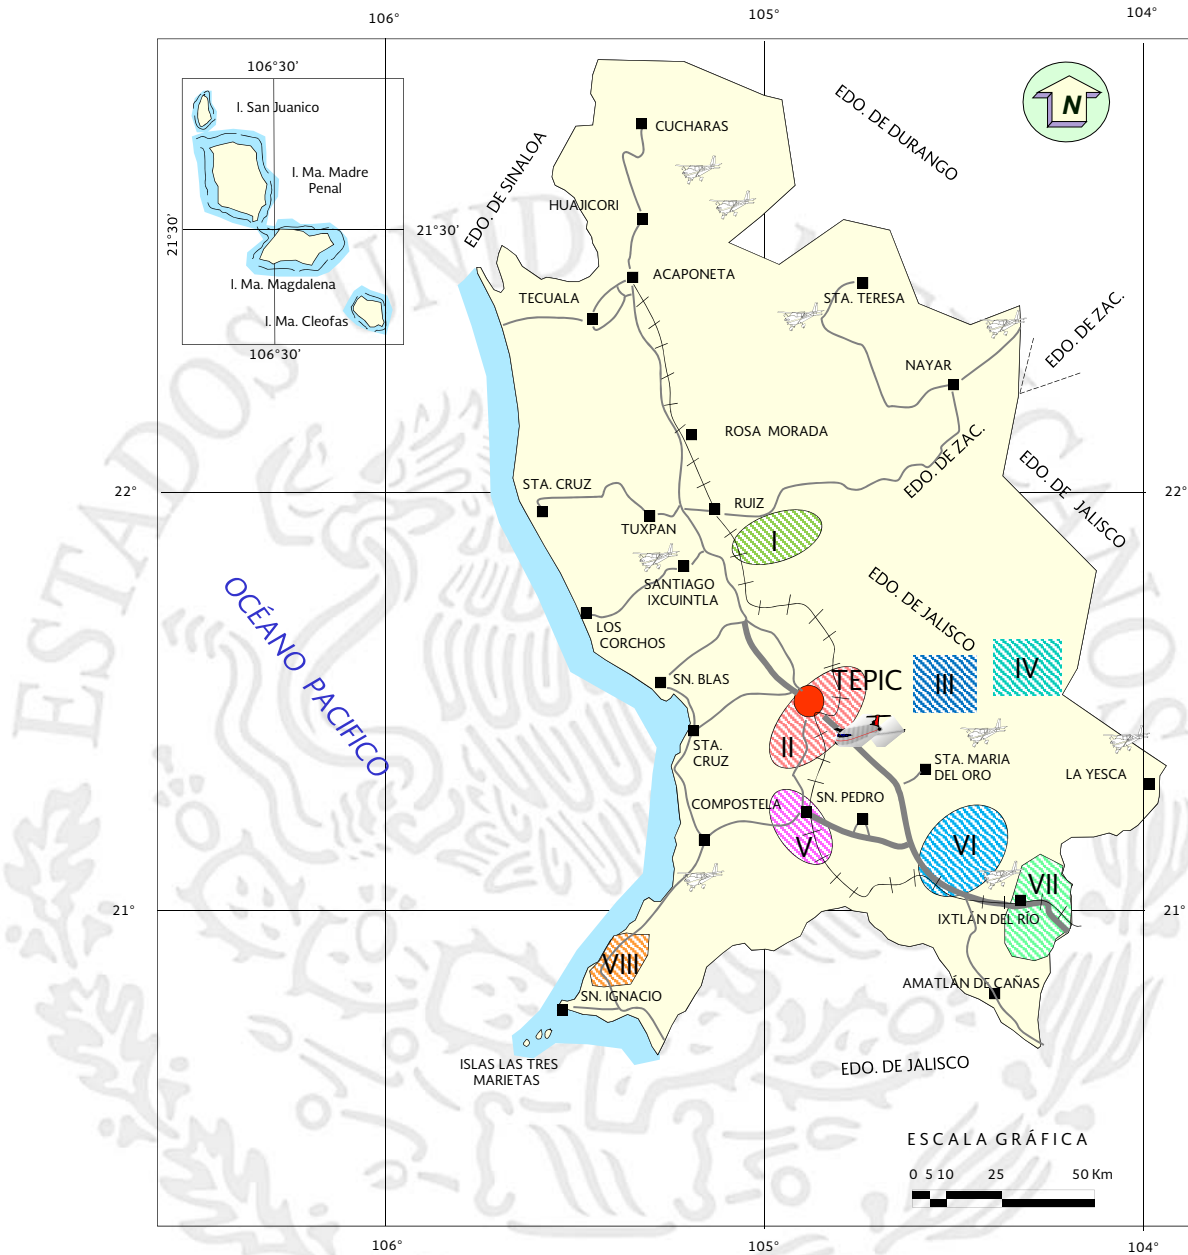 106°
105°
104°
106°30'
I. San Juanico
I. Ma. Madre
Penal
21°30'
21°30'
I. Ma. Magdalena
I. Ma. Cleofas
106°30'
N
EDO. DE DURANGO
EDO. DE SINALOA
CUCHARAS
HUAJICORI
ACAPONETA
TECUALA
STA. TERESA
EDO. DE ZAC.
NAYAR
ROSA MORADA
EDO. DE ZAC.
EDO. DE JALISCO
22°
22°
STA. CRUZ
RUIZ
TUXPAN
I
SANTIAGO
IXCUINTLA
EDO. DE JALISCO
LOS
CORCHOS
OCÉANO PACIFICO
SN. BLAS
TEPIC
III
IV
II
STA.
CRUZ
STA. MARIA
DEL ORO
LA YESCA
COMPOSTELA
SN. PEDRO
V
VI
VII
21°
21°
IXTLÁN DEL RÍO
VIII
SN. IGNACIO
AMATLÁN DE CAÑAS
ISLAS LAS TRES
MARIETAS
EDO. DE JALISCO
ESCALA GRÁFICA
0 5 10 25 50 Km
106°
105°
104°
ESTADOS UNIDOS MEXICANOS